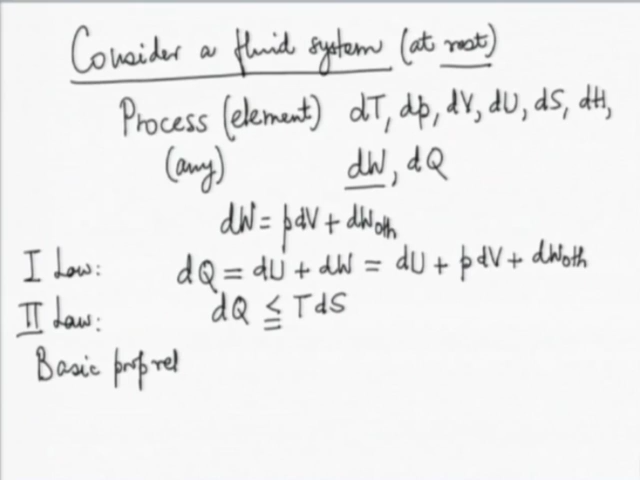 Consider a fluid system (at rest)
Process (element) dT, dp, dV, dU, dS, dH,
(any) dW, dQ
dW = pdV + dWoth
I Law: dQ = dU + dW = dU + pdV + dWoth
II Law: dQ ≦ TdS
Basic prop rel